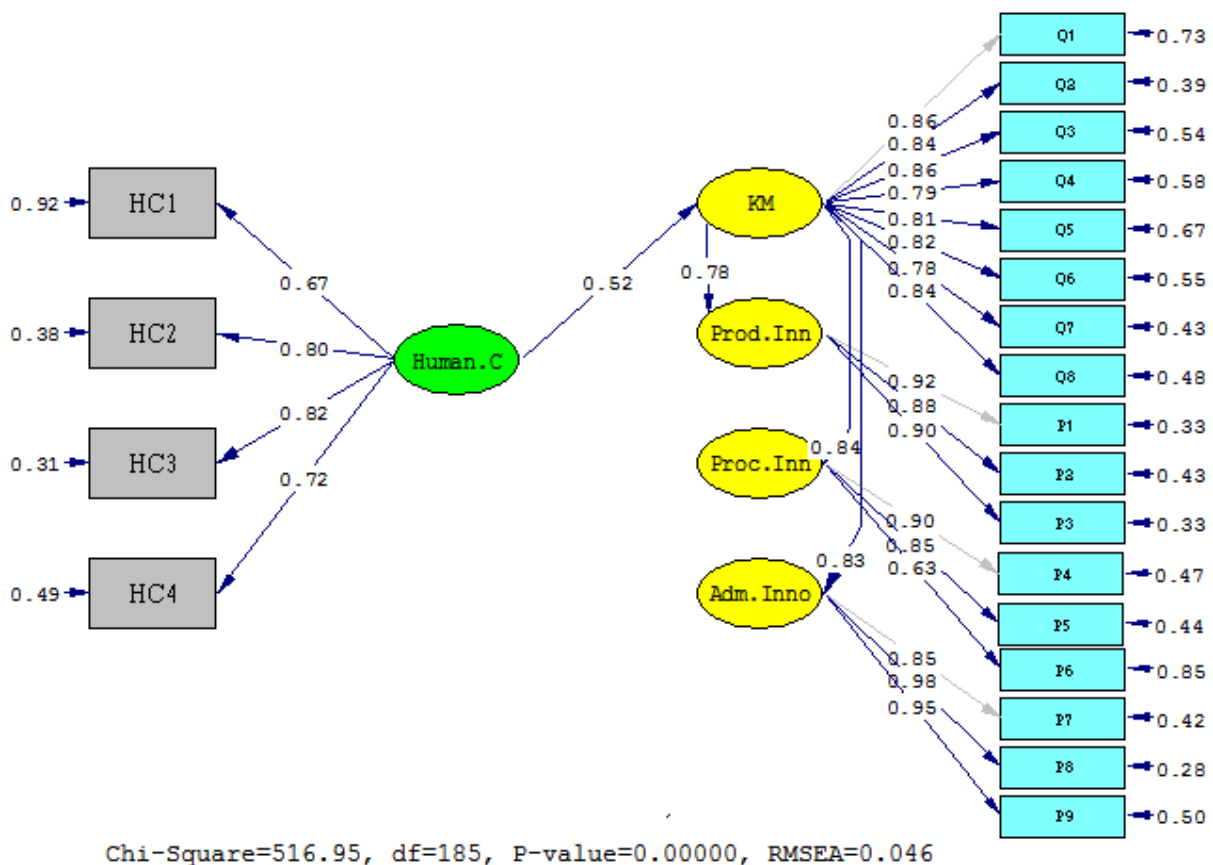 Q1
0.73
Q2
0.39
0.86
0.84
Q3
0.54
0.86
0.79
Q4
0.58
0.92
HC1
KM
0.81
Q5
0.67
0.82
0.78
Q6
0.55
0.67
0.52
0.78
0.84
0.38
HC2
Prod.Inn
Q7
0.43
0.80
Human.C
Q8
0.48
0.92
0.88
0.82
0.90
P1
0.33
0.31
HC3
Proc.Inn
0.84
P2
0.43
0.72
0.90
P3
0.33
0.85
0.63
P4
0.47
0.49
HC4
Adm.Inno
0.83
P5
0.44
0.85
0.98
0.95
P6
0.85
P7
0.42
P8
0.28
P9
0.50
Chi-Square=516.95, df=185, P-value=0.00000, RMSEA=0.046